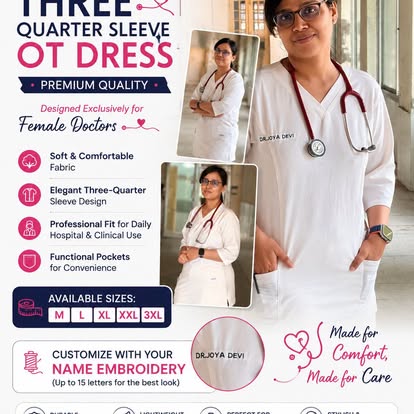 THREE
QUARTER SLEEVE
OT DRESS
PREMIUM QUALITY
Designed Exclusively for
Female Doctors
Soft & Comfortable
Fabric
Elegant Three-Quarter
Sleeve Design
Professional Fit for Daily
Hospital & Clinical Use
Functional Pockets
for Convenience
DR.JOYA DEVI
DR.JOYA DEVI
AVAILABLE SIZES:
M L XL XXL 3XL
CUSTOMIZE WITH YOUR
NAME EMBROIDERY
(Up to 15 letters for the best look)
Made for
Comfort,
Made for Care